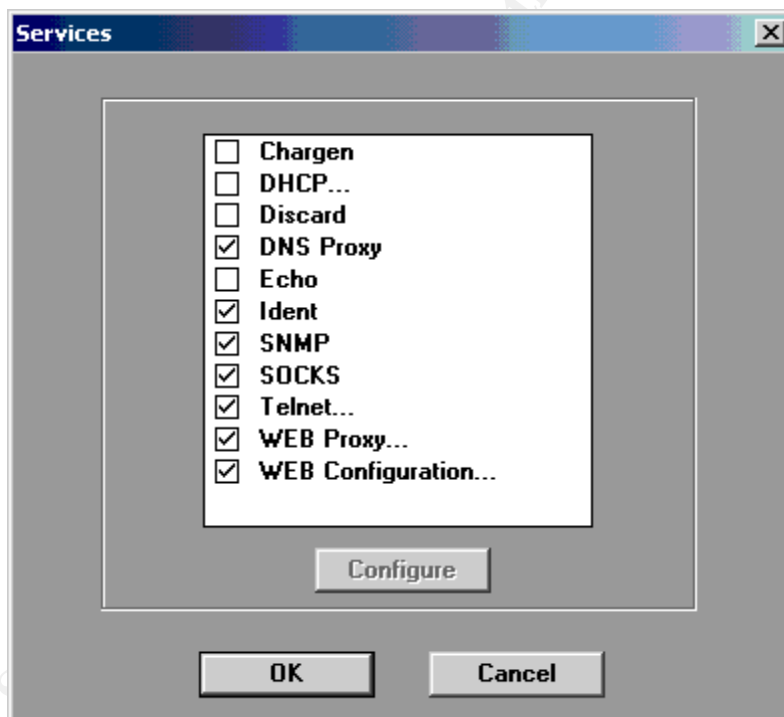 Services
Chargen
DHCP...
Discard
DNS Proxy
Echo
Ident
SNMP
SOCKS
Telnet...
WEB Proxy...
WEB Configuration...
Configure
OK
Cancel